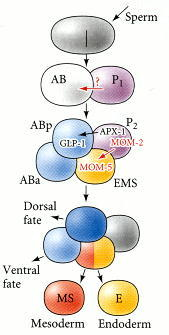 Sperm
I
AB
?
P1
ABp
P2
APX-1
GLP-1
MOM-2
MOM-5
ABa
EMS
Dorsal
fate
Ventral
fate
MS
E
Mesoderm
Endoderm